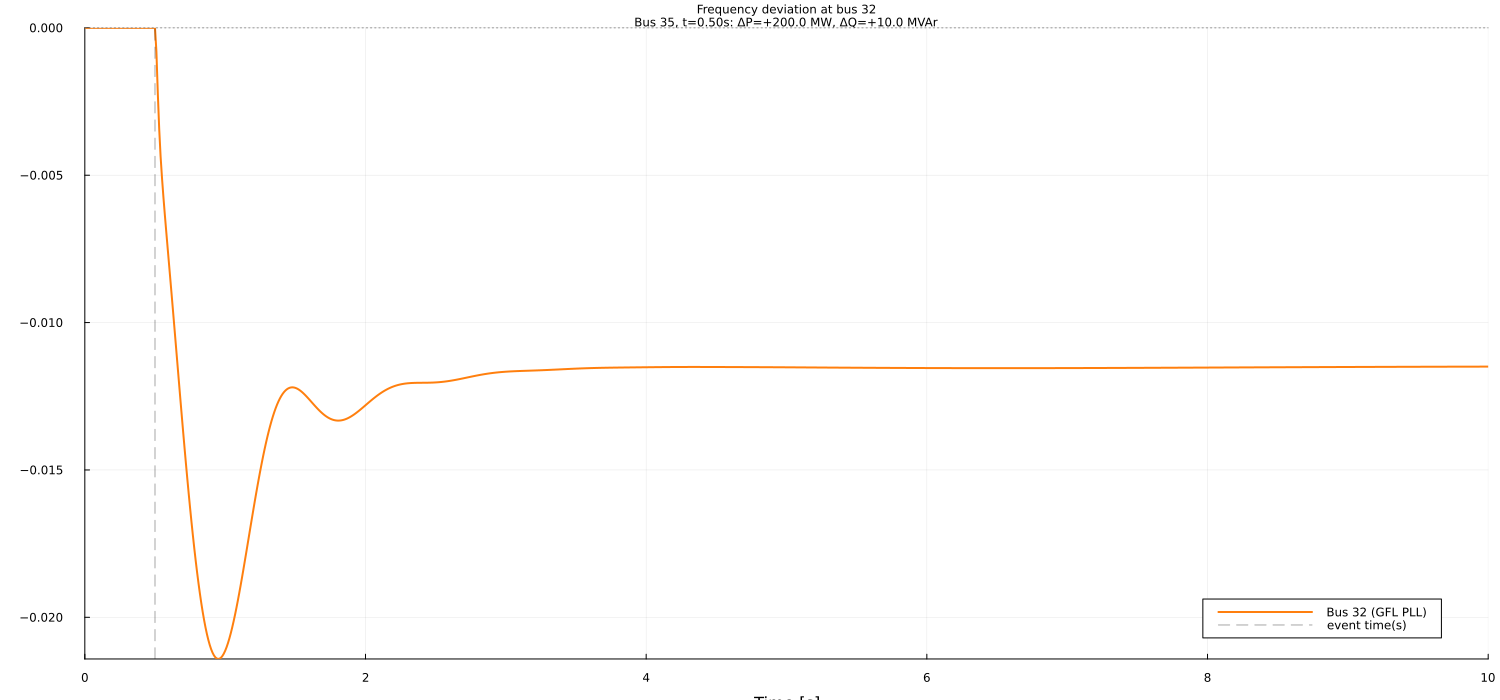 Frequency deviation at bus 32
Bus 35, t=0.50s: ΔP=+200.0 MW, ΔQ=+10.0 MVAr
0.000
−0.005
−0.010
−0.015
−0.020
Bus 32 (GFL PLL)
event time(s)
0 2 4 6 8 10
Time [s]